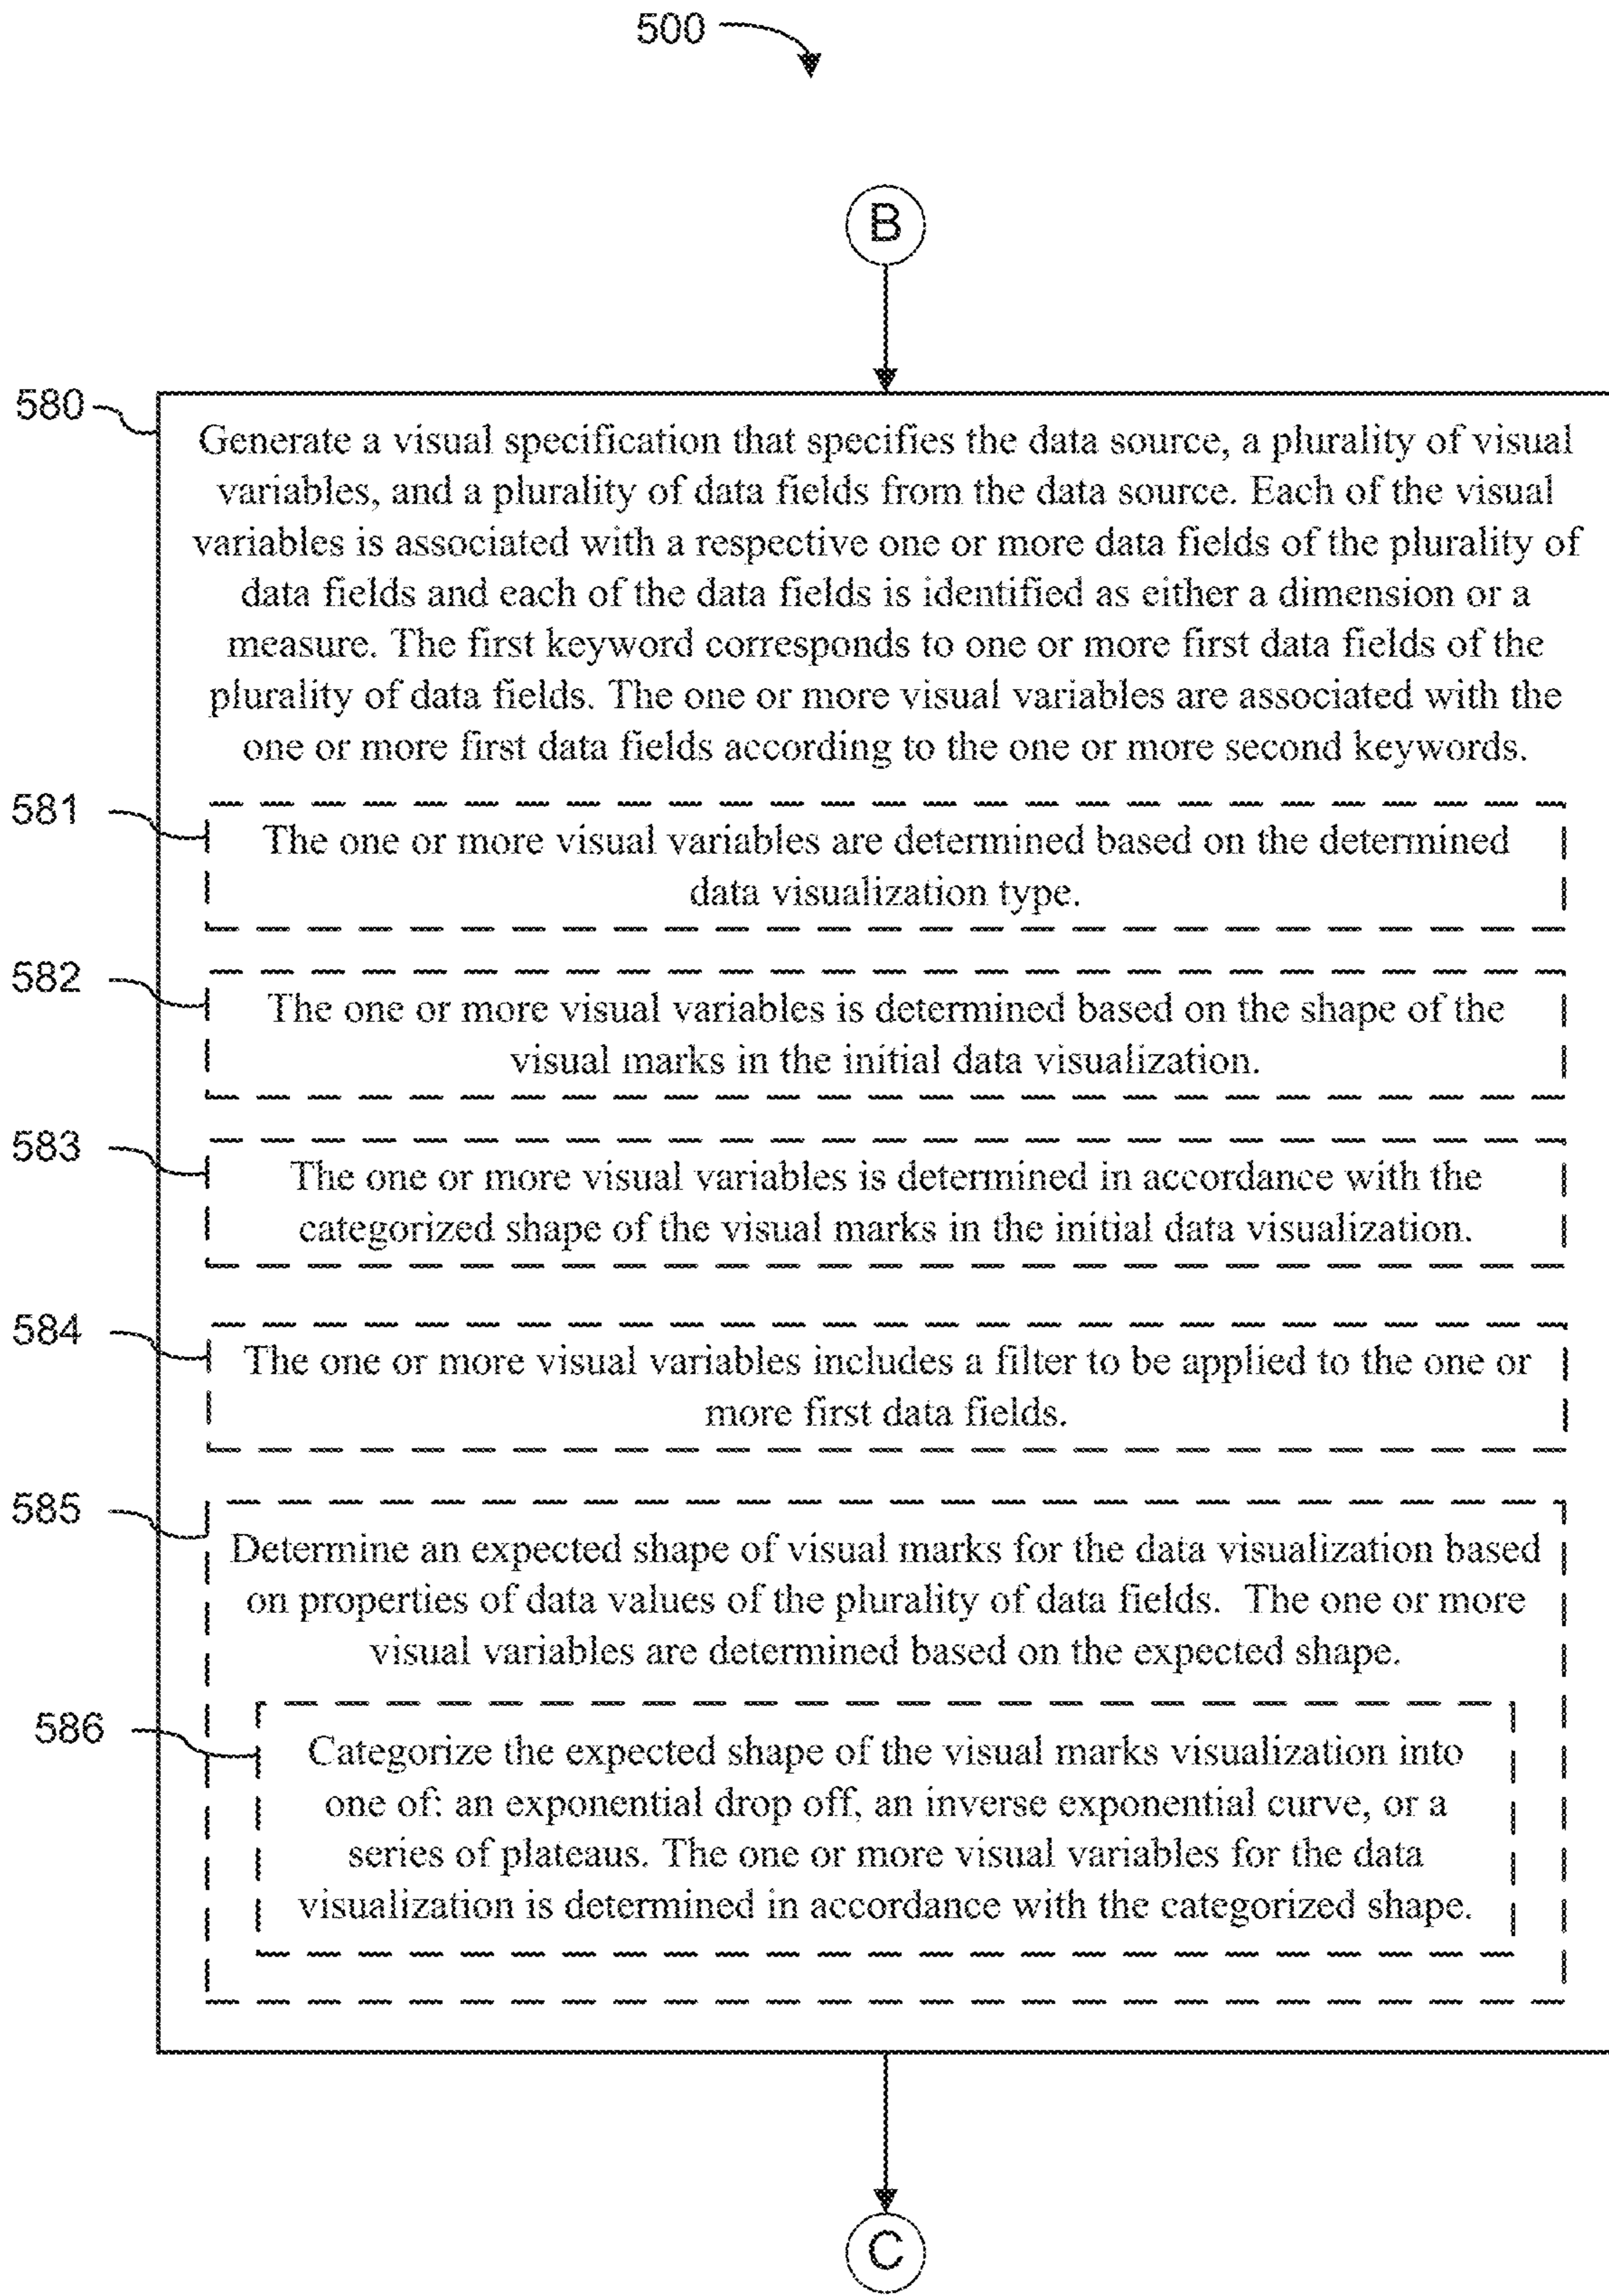 500
B
580
Generate a visual specification that specifies the data source, a plurality of visual
variables, and a plurality of data fields from the data source. Each of the visual
variables is associated with a respective one or more data fields of the plurality of
data fields and each of the data fields is identified as either a dimension or a
measure. The first keyword corresponds to one or more first data fields of the
plurality of data fields. The one or more visual variables are associated with the
one or more first data fields according to the one or more second keywords.
581
The one or more visual variables are determined based on the determined
data visualization type.
582
The one or more visual variables is determined based on the shape of the
visual marks in the initial data visualization.
583
The one or more visual variables is determined in accordance with the
categorized shape of the visual marks in the initial data visualization.
584
The one or more visual variables includes a filter to be applied to the one or
more first data fields.
585
Determine an expected shape of visual marks for the data visualization based
on properties of data values of the plurality of data fields.  The one or more
visual variables are determined based on the expected shape.
586
Categorize the expected shape of the visual marks visualization into
one of: an exponential drop off, an inverse exponential curve, or a
series of plateaus. The one or more visual variables for the data
visualization is determined in accordance with the categorized shape.
C